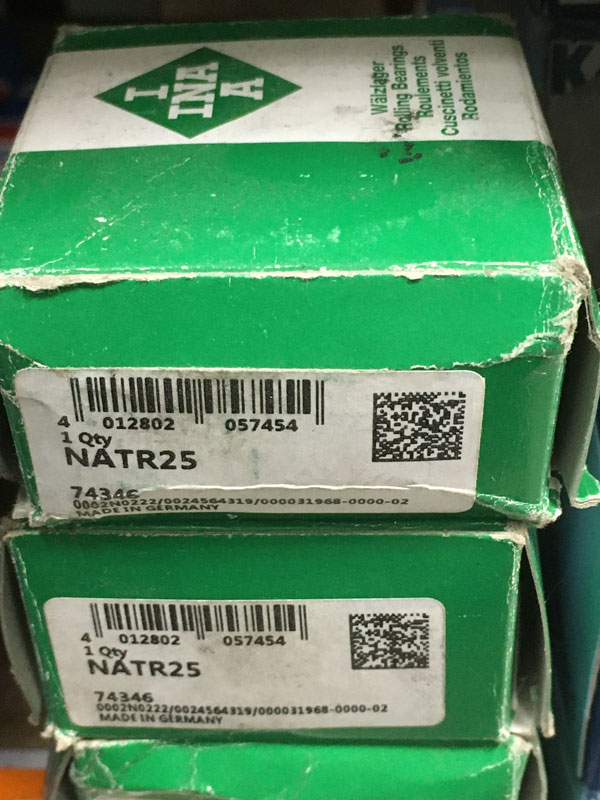 I
INA
A
Wälzlager
Rolling Bearings
Roulements
Cuscinetti volventi
Rodamientos
4 012802 057454
1 Qty
NATR25
74346
0002N0222/0024564319/000031968-0000-02
MADE IN GERMANY
4 012802 057454
1 Qty
NATR25
74346
0002N0222/0024564319/000031968-0000-02
MADE IN GERMANY